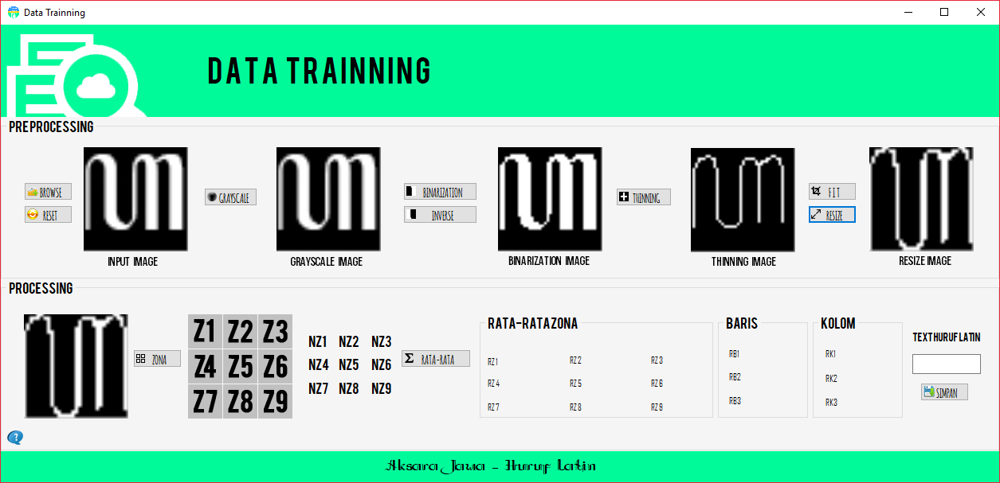 Data Trainning
DATA TRAINNING
PREPROCESSING
BROWSE
RESET
GRAYSCALE
BINARIZATION
INVERSE
THINNING
FIT
RESIZE
INPUT IMAGE
GRAYSCALE IMAGE
BINARIZATION IMAGE
THINNING IMAGE
RESIZE IMAGE
PROCESSING
ZONA
Z1 Z2 Z3
Z4 Z5 Z6
Z7 Z8 Z9
NZ1 NZ2 NZ3
NZ4 NZ5 NZ6
NZ7 NZ8 NZ9
RATA-RATA
RATA-RATA ZONA
RZ1 RZ2 RZ3
RZ4 RZ5 RZ6
RZ7 RZ8 RZ9
BARIS
RB1
RB2
RB3
KOLOM
RK1
RK2
RK3
TEXT HURUF LATIN
SIMPAN
Aksara Jawa - Huruf Latin